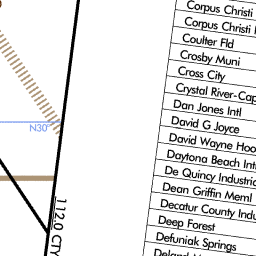 Corpus Christi
Corpus Christi
Coulter Fld
Crosby Muni
Cross City
Crystal River-Cap
Dan Jones Intl
David G Joyce
David Wayne Hoo
Daytona Beach Int
De Quincy Industri
Dean Griffin Meml
Decatur County Indu
Deep Forest
Defuniak Springs
N30
112.0 CTY